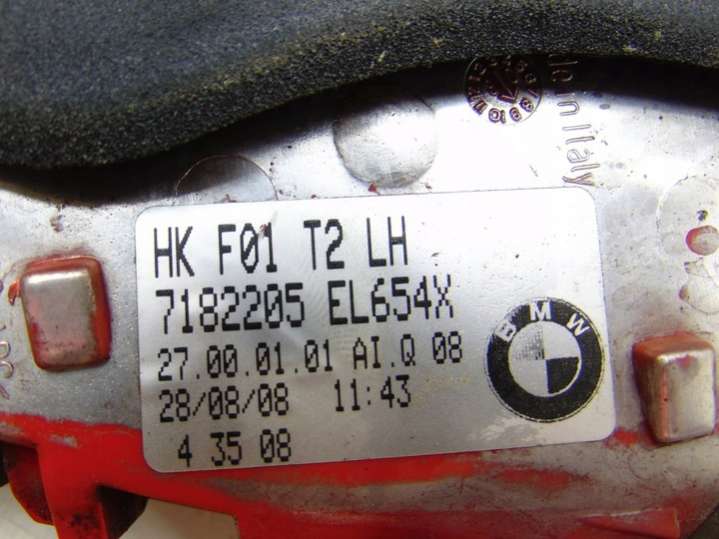 de in Italy
HK F01 T2 LH
7182205 EL654X
27.00.01.01 AI.Q 08
28/08/08 11:43
4 35 08
BMW